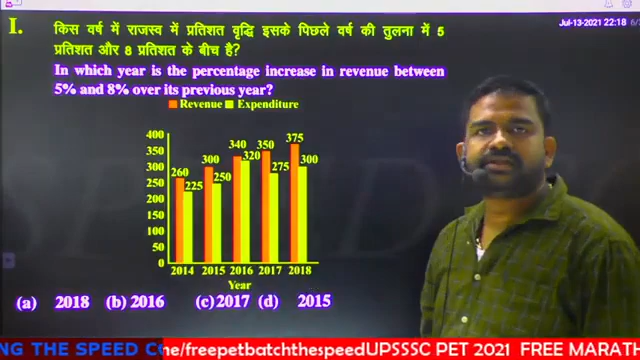 Jul-13-2021 22:18
I. किस वर्ष में राजस्व में प्रतिशत वृद्धि इसके पिछले वर्ष की तुलना में 5
प्रतिशत और 8 प्रतिशत के बीच है?
In which year is the percentage increase in revenue between
5% and 8% over its previous year?
Revenue Expenditure
400
350
300
250
200
150
100
50
0
260 225 300 250 340 320 350 275 375 300
2014 2015 2016 2017 2018
Year
(a) 2018 (b) 2016 (c) 2017 (d) 2015
NG THE SPEED me/freepetbatchthespeedUPSSSC PET 2021 FREE MARATH